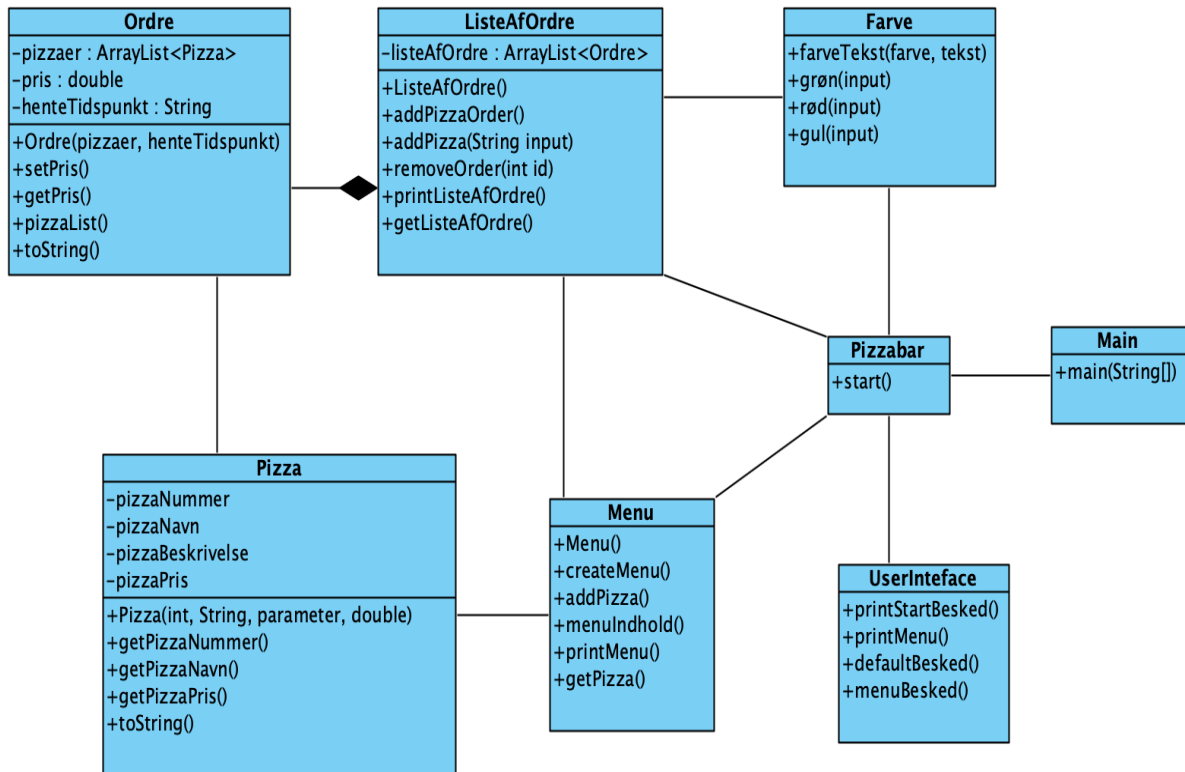 Ordre
-pizzaer : ArrayList<Pizza>
-pris : double
-henteTidspunkt : String
+Ordre(pizzaer, henteTidspunkt)
+setPris()
+getPris()
+pizzaList()
+toString()
ListeAfOrdre
-listeAfOrdre : ArrayList<Ordre>
+ListeAfOrdre()
+addPizzaOrder()
+addPizza(String input)
+removeOrder(int id)
+printListeAfOrdre()
+getListeAfOrdre()
Farve
+farveTekst(farve, tekst)
+grøn(input)
+rød(input)
+gul(input)
Pizzabar
+start()
Main
+main(String[])
Pizza
-pizzaNummer
-pizzaNavn
-pizzaBeskrivelse
-pizzaPris
+Pizza(int, String, parameter, double)
+getPizzaNummer()
+getPizzaNavn()
+getPizzaPris()
+toString()
Menu
+Menu()
+createMenu()
+addPizza()
+menuIndhold()
+printMenu()
+getPizza()
UserInteface
+printStartBesked()
+printMenu()
+defaultBesked()
+menuBesked()